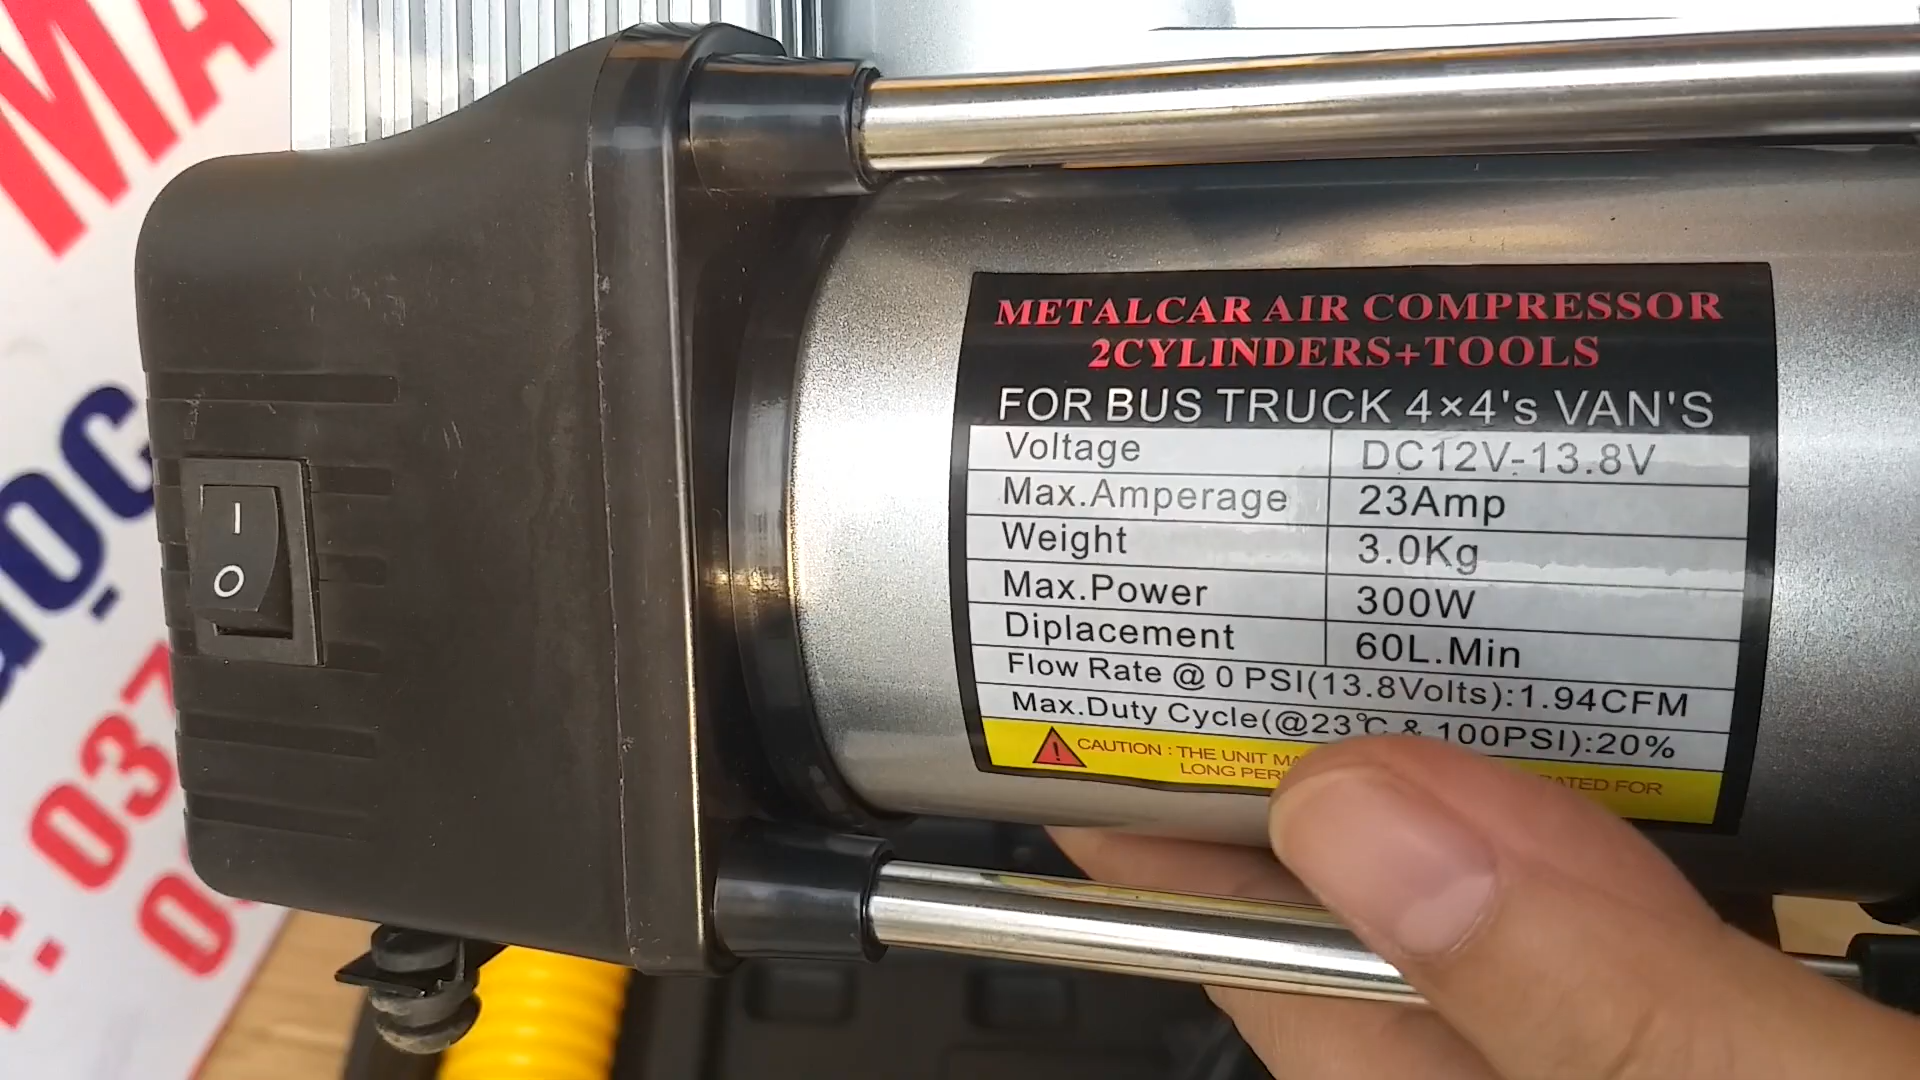 METALCAR AIR COMPRESSOR
2CYLINDERS+TOOLS
FOR BUS TRUCK 4×4's VAN'S
Voltage DC12V-13.8V
Max.Amperage 23Amp
Weight 3.0Kg
Max.Power 300W
Diplacement 60L.Min
Flow Rate @ 0 PSI(13.8Volts):1.94CFM
Max.Duty Cycle(@23℃ & 100PSI):20%
CAUTION : THE UNIT
LONG FOR
I
O
MA
037